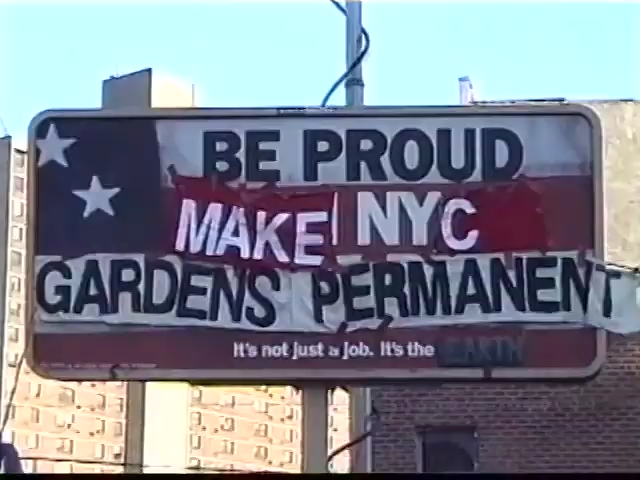 BE PROUD
MAKE NYC
GARDENS PERMANENT
It's not just a job. It's the EARTH